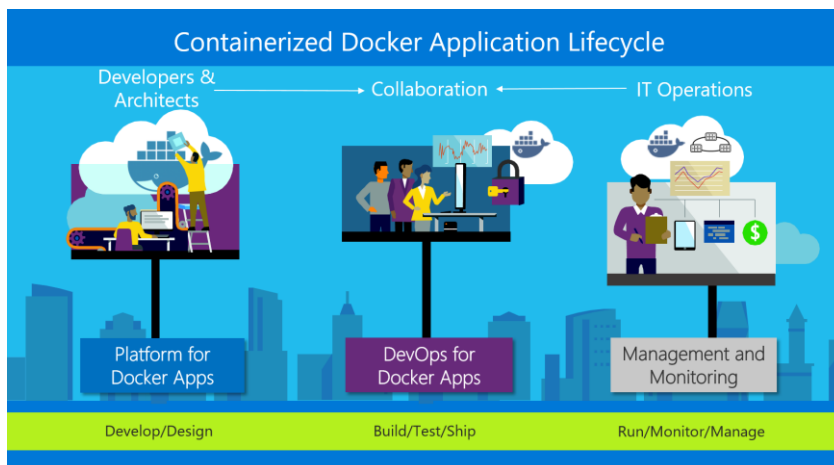 Containerized Docker Application Lifecycle
Developers &
Architects
Collaboration
IT Operations
$
Platform for
Docker Apps
DevOps for
Docker Apps
Management and
Monitoring
Develop/Design
Build/Test/Ship
Run/Monitor/Manage